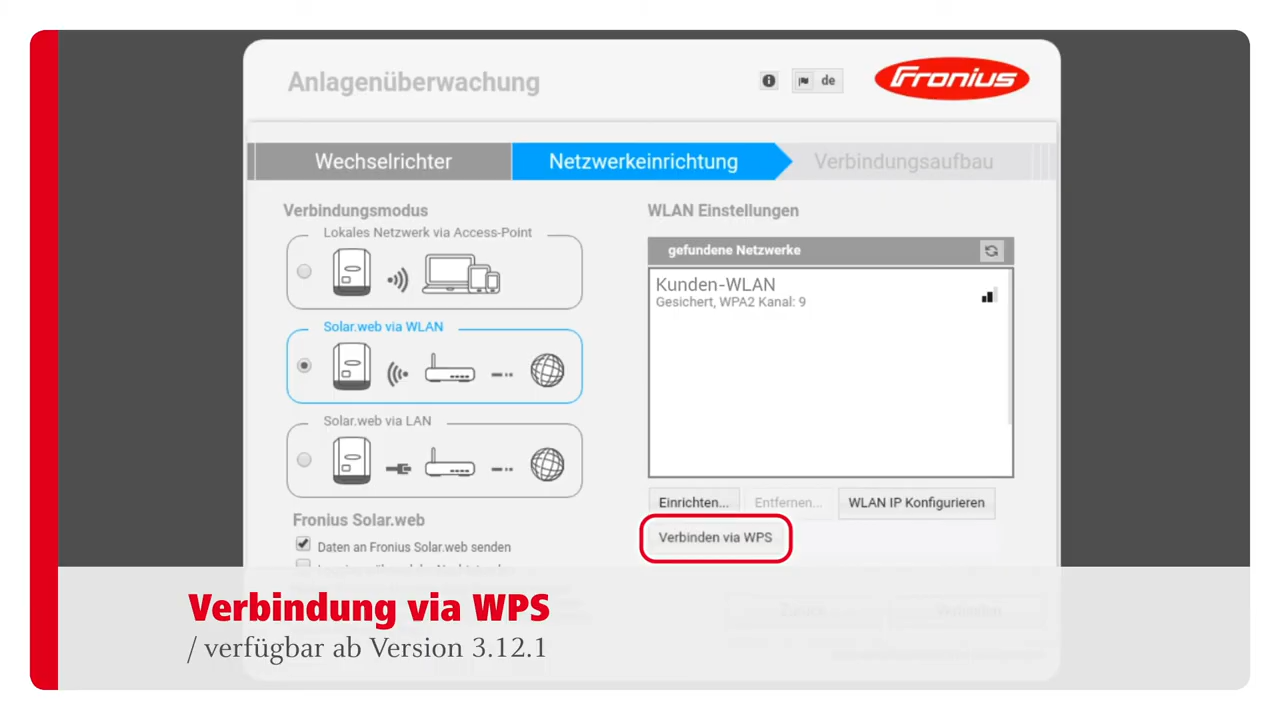 Anlagenüberwachung
de
Fronius
Wechselrichter
Netzwerkeinrichtung
Verbindungsaufbau
Verbindungsmodus
Lokales Netzwerk via Access-Point
Solar.web via WLAN
Solar.web via LAN
Fronius Solar.web
Daten an Fronius Solar.web senden
WLAN Einstellungen
gefundene Netzwerke
Kunden-WLAN
Gesichert, WPA2 Kanal: 9
Einrichten... Entfernen... WLAN IP Konfigurieren
Verbinden via WPS
Verbindung via WPS
/ verfügbar ab Version 3.12.1